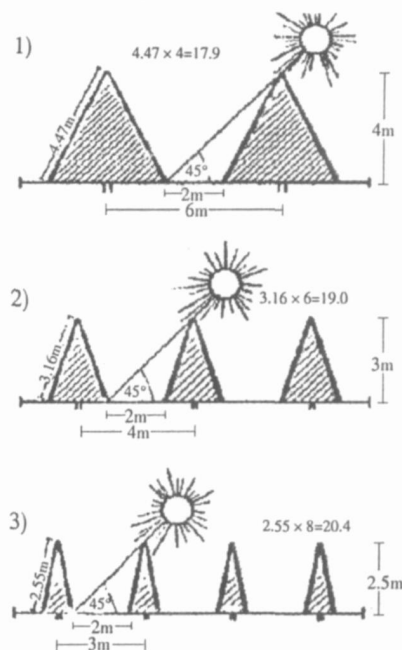 1)
4.47 × 4=17.9
4.47m
45°
4m
2m
6m
2)
3.16 × 6=19.0
3.16m
45°
3m
2m
4m
3)
2.55 × 8=20.4
2.55m
45°
2.5m
2m
3m